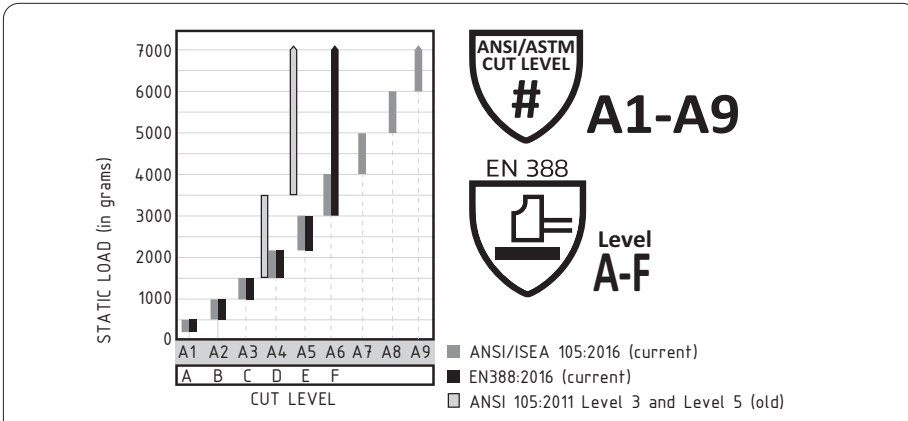 STATIC LOAD (in grams)
7000
6000
5000
4000
3000
2000
1000
0
A1 A2 A3 A4 A5 A6 A7 A8 A9
A B C D E F
CUT LEVEL
ANSI/ASTM
CUT LEVEL
#
A1-A9
EN 388
Level
A-F
ANSI/ISEA 105:2016 (current)
EN388:2016 (current)
ANSI 105:2011 Level 3 and Level 5 (old)